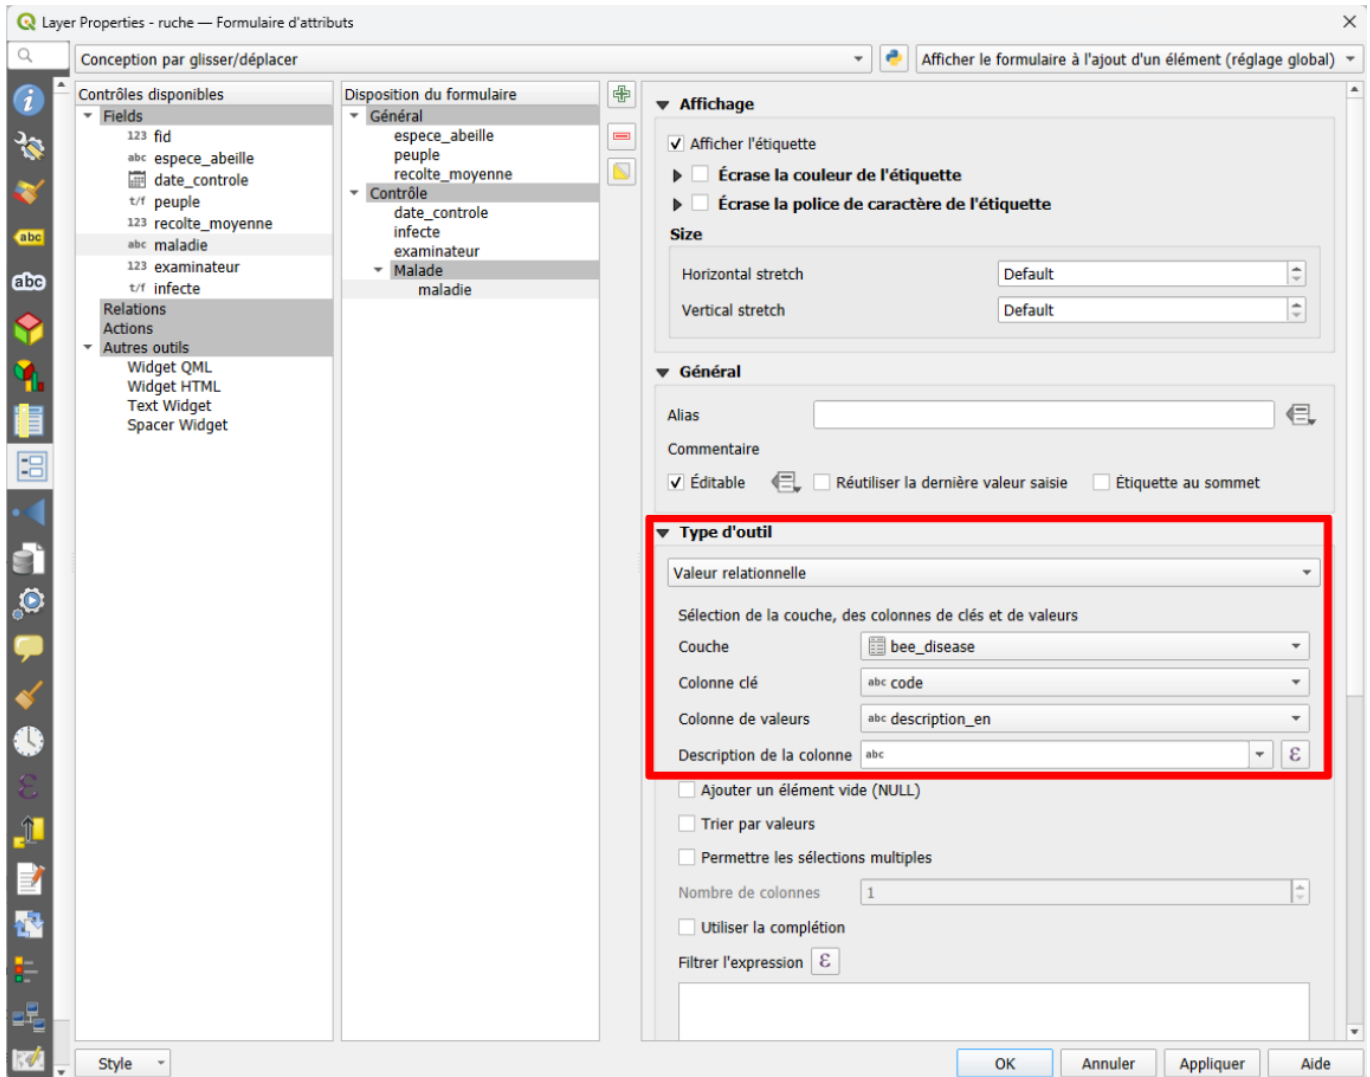 Layer Properties - ruche — Formulaire d'attributs
Conception par glisser/déplacer
Afficher le formulaire à l'ajout d'un élément (réglage global)
Contrôles disponibles
Fields
123 fid
abc espece_abeille
date_controle
t/f peuple
123 recolte_moyenne
abc maladie
123 examinateur
t/f infecte
Relations
Actions
Autres outils
Widget QML
Widget HTML
Text Widget
Spacer Widget
Disposition du formulaire
Général
espece_abeille
peuple
recolte_moyenne
Contrôle
date_controle
infecte
examinateur
Malade
maladie
Affichage
Afficher l'étiquette
Écrase la couleur de l'étiquette
Écrase la police de caractère de l'étiquette
Size
Horizontal stretch Default
Vertical stretch Default
Général
Alias
Commentaire
Éditable Réutiliser la dernière valeur saisie Étiquette au sommet
Type d'outil
Valeur relationnelle
Sélection de la couche, des colonnes de clés et de valeurs
Couche bee_disease
Colonne clé abc code
Colonne de valeurs abc description_en
Description de la colonne abc ε
Ajouter un élément vide (NULL)
Trier par valeurs
Permettre les sélections multiples
Nombre de colonnes 1
Utiliser la complétion
Filtrer l'expression ε
abc
abc
Style
OK Annuler Appliquer Aide